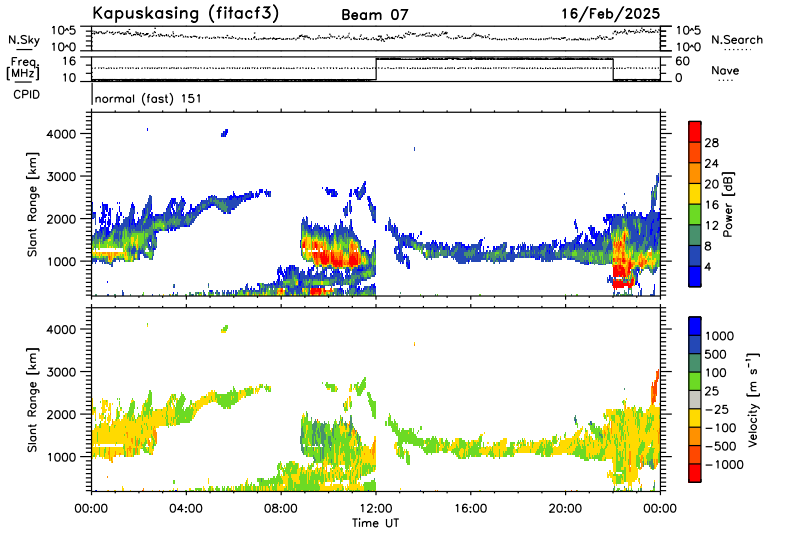 Kapuskasing (fitacf3) Beam 07 16/Feb/2025
N.Sky 10^5 10^0 10^5 10^0 N.Search
Freq. [MHz] 16 10 60 0 Nave
CPID normal (fast) 151
Slant Range [km]
4000
3000
2000
1000
Power [dB]
28
24
20
16
12
8
4
Slant Range [km]
4000
3000
2000
1000
Velocity [m s^-1]
1000
500
100
25
-25
-100
-500
-1000
00:00 04:00 08:00 12:00 16:00 20:00 00:00
Time UT